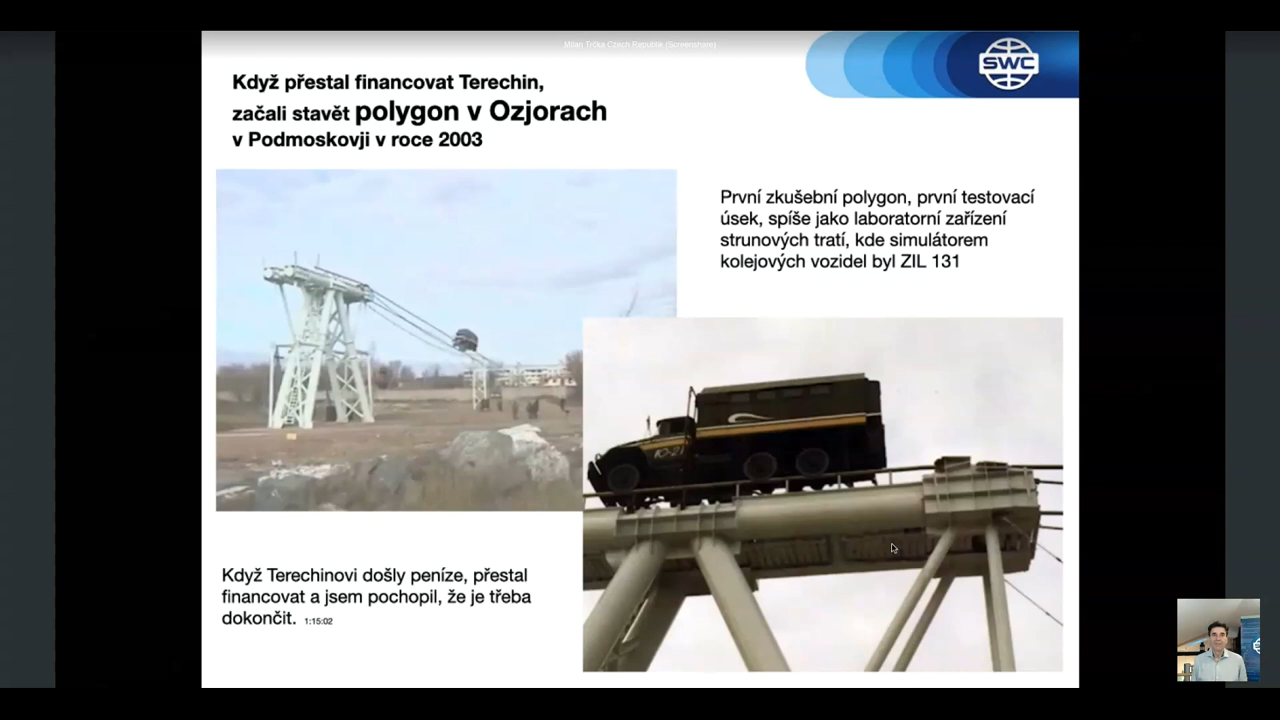 Milan Trčka Czech Republik (Screenshare)
SWC
Když přestal financovat Terechin,
začali stavět polygon v Ozjorach
v Podmoskovji v roce 2003
První zkušební polygon, první testovací
úsek, spíše jako laboratorní zařízení
strunových tratí, kde simulátorem
kolejových vozidel byl ZIL 131
Když Terechinovi došly peníze, přestal
financovat a jsem pochopil, že je třeba
dokončit. 1:15:02